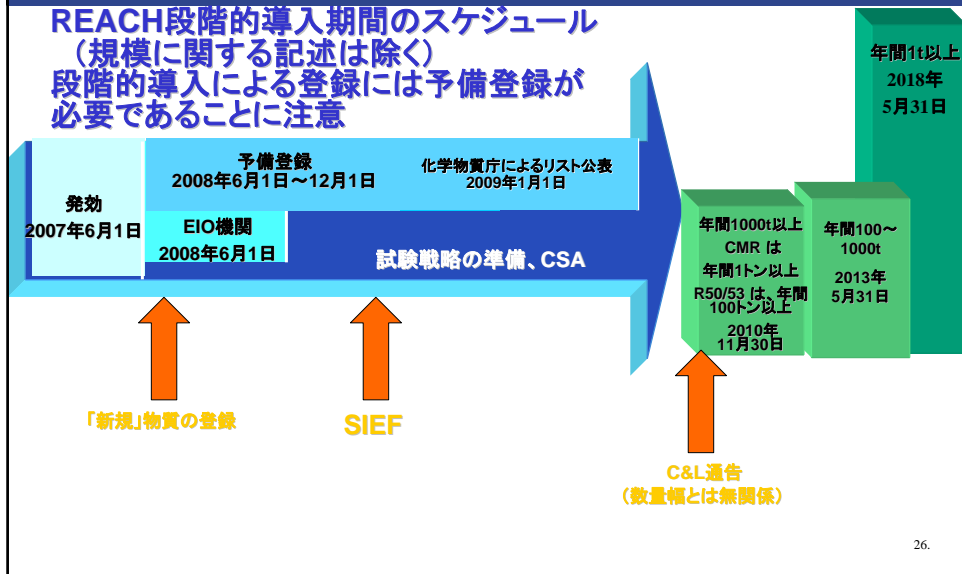 REACH段階的導入期間のスケジュール
（規模に関する記述は除く）
段階的導入による登録には予備登録が
必要であることに注意
発効
2007年6月1日
予備登録
2008年6月1日～12月1日
化学物質庁によるリスト公表
2009年1月1日
EIO機関
2008年6月1日
試験戦略の準備、CSA
年間1000t以上
CMR は
年間1トン以上
R50/53 は、年間
100トン以上
2010年
11月30日
年間100～
1000t
2013年
5月31日
年間1t以上
2018年
5月31日
「新規」物質の登録
SIEF
C&L通告
（数量幅とは無関係）
26.